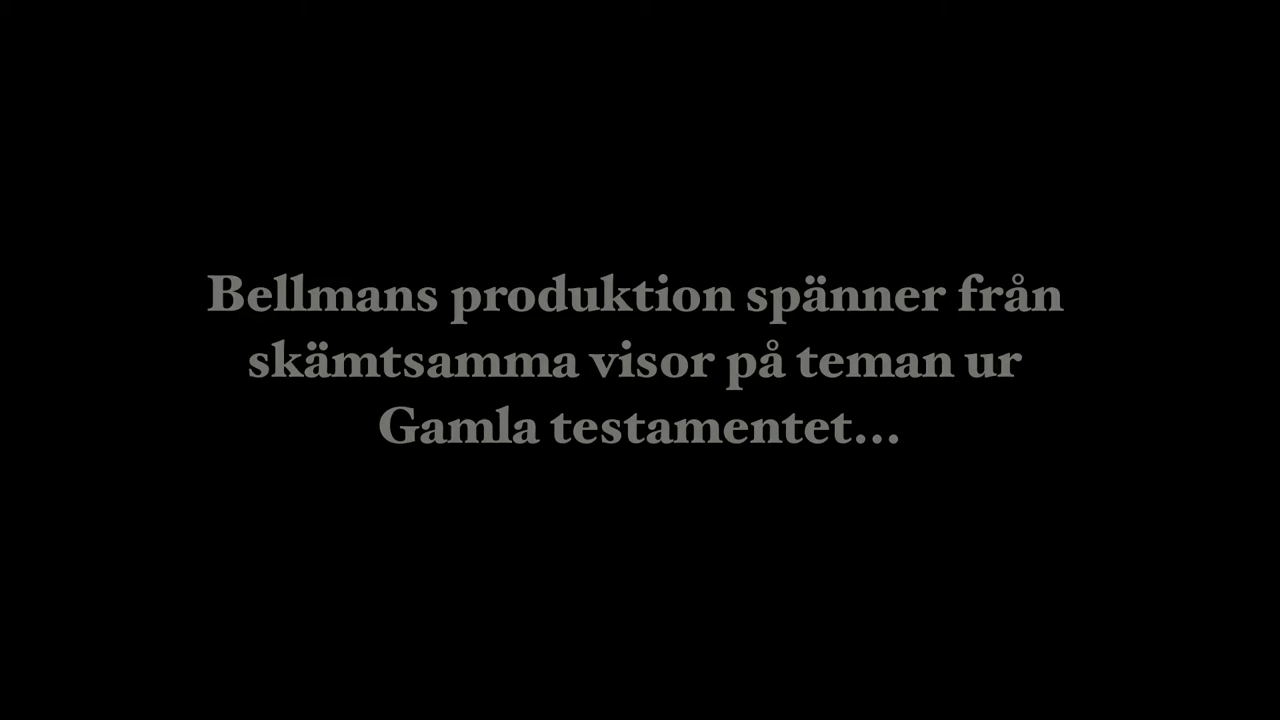 Bellmans produktion spänner från
skämtsamma visor på teman ur
Gamla testamentet...